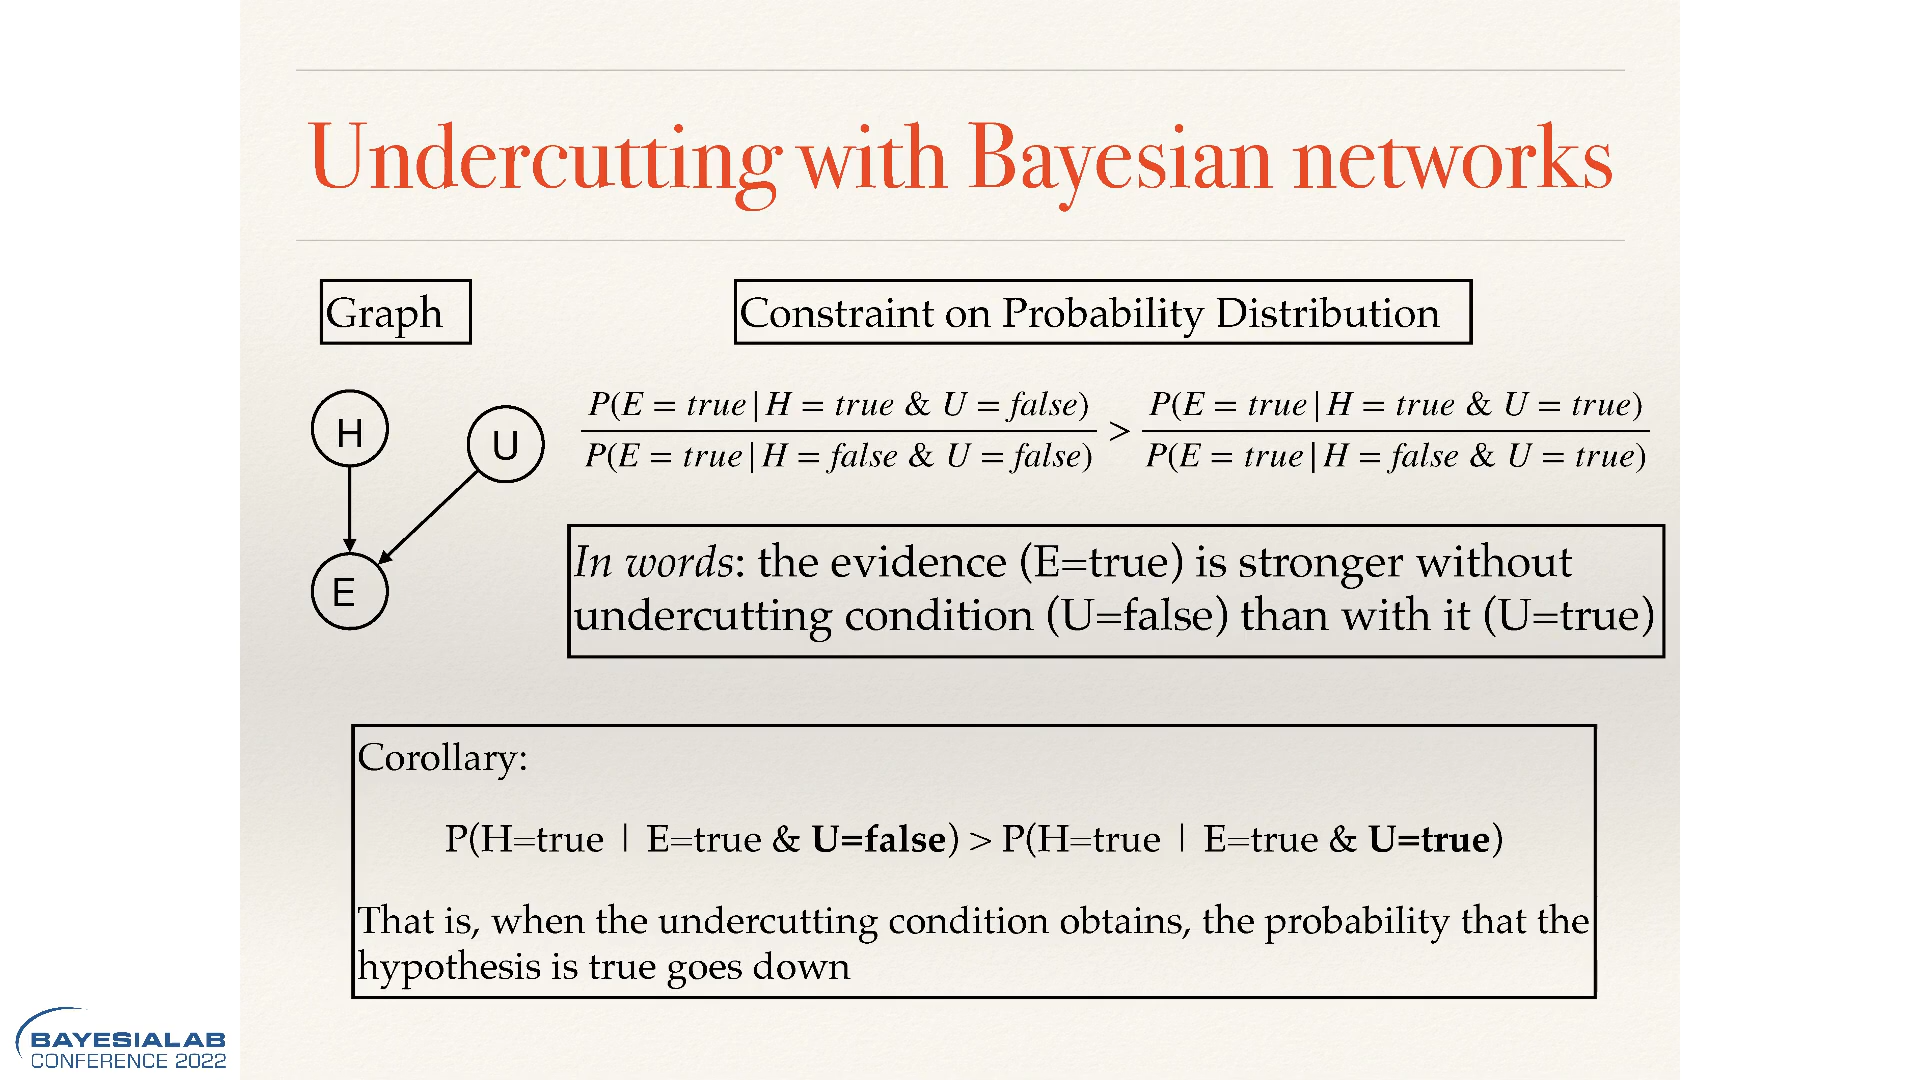 Undercutting with Bayesian networks
Graph
Constraint on Probability Distribution
H
U
E
P(E = true | H = true & U = false)
P(E = true | H = false & U = false)
>
P(E = true | H = true & U = true)
P(E = true | H = false & U = true)
In words: the evidence (E=true) is stronger without
undercutting condition (U=false) than with it (U=true)
Corollary:
P(H=true | E=true & U=false) > P(H=true | E=true & U=true)
That is, when the undercutting condition obtains, the probability that the
hypothesis is true goes down
BAYESIALAB
CONFERENCE 2022